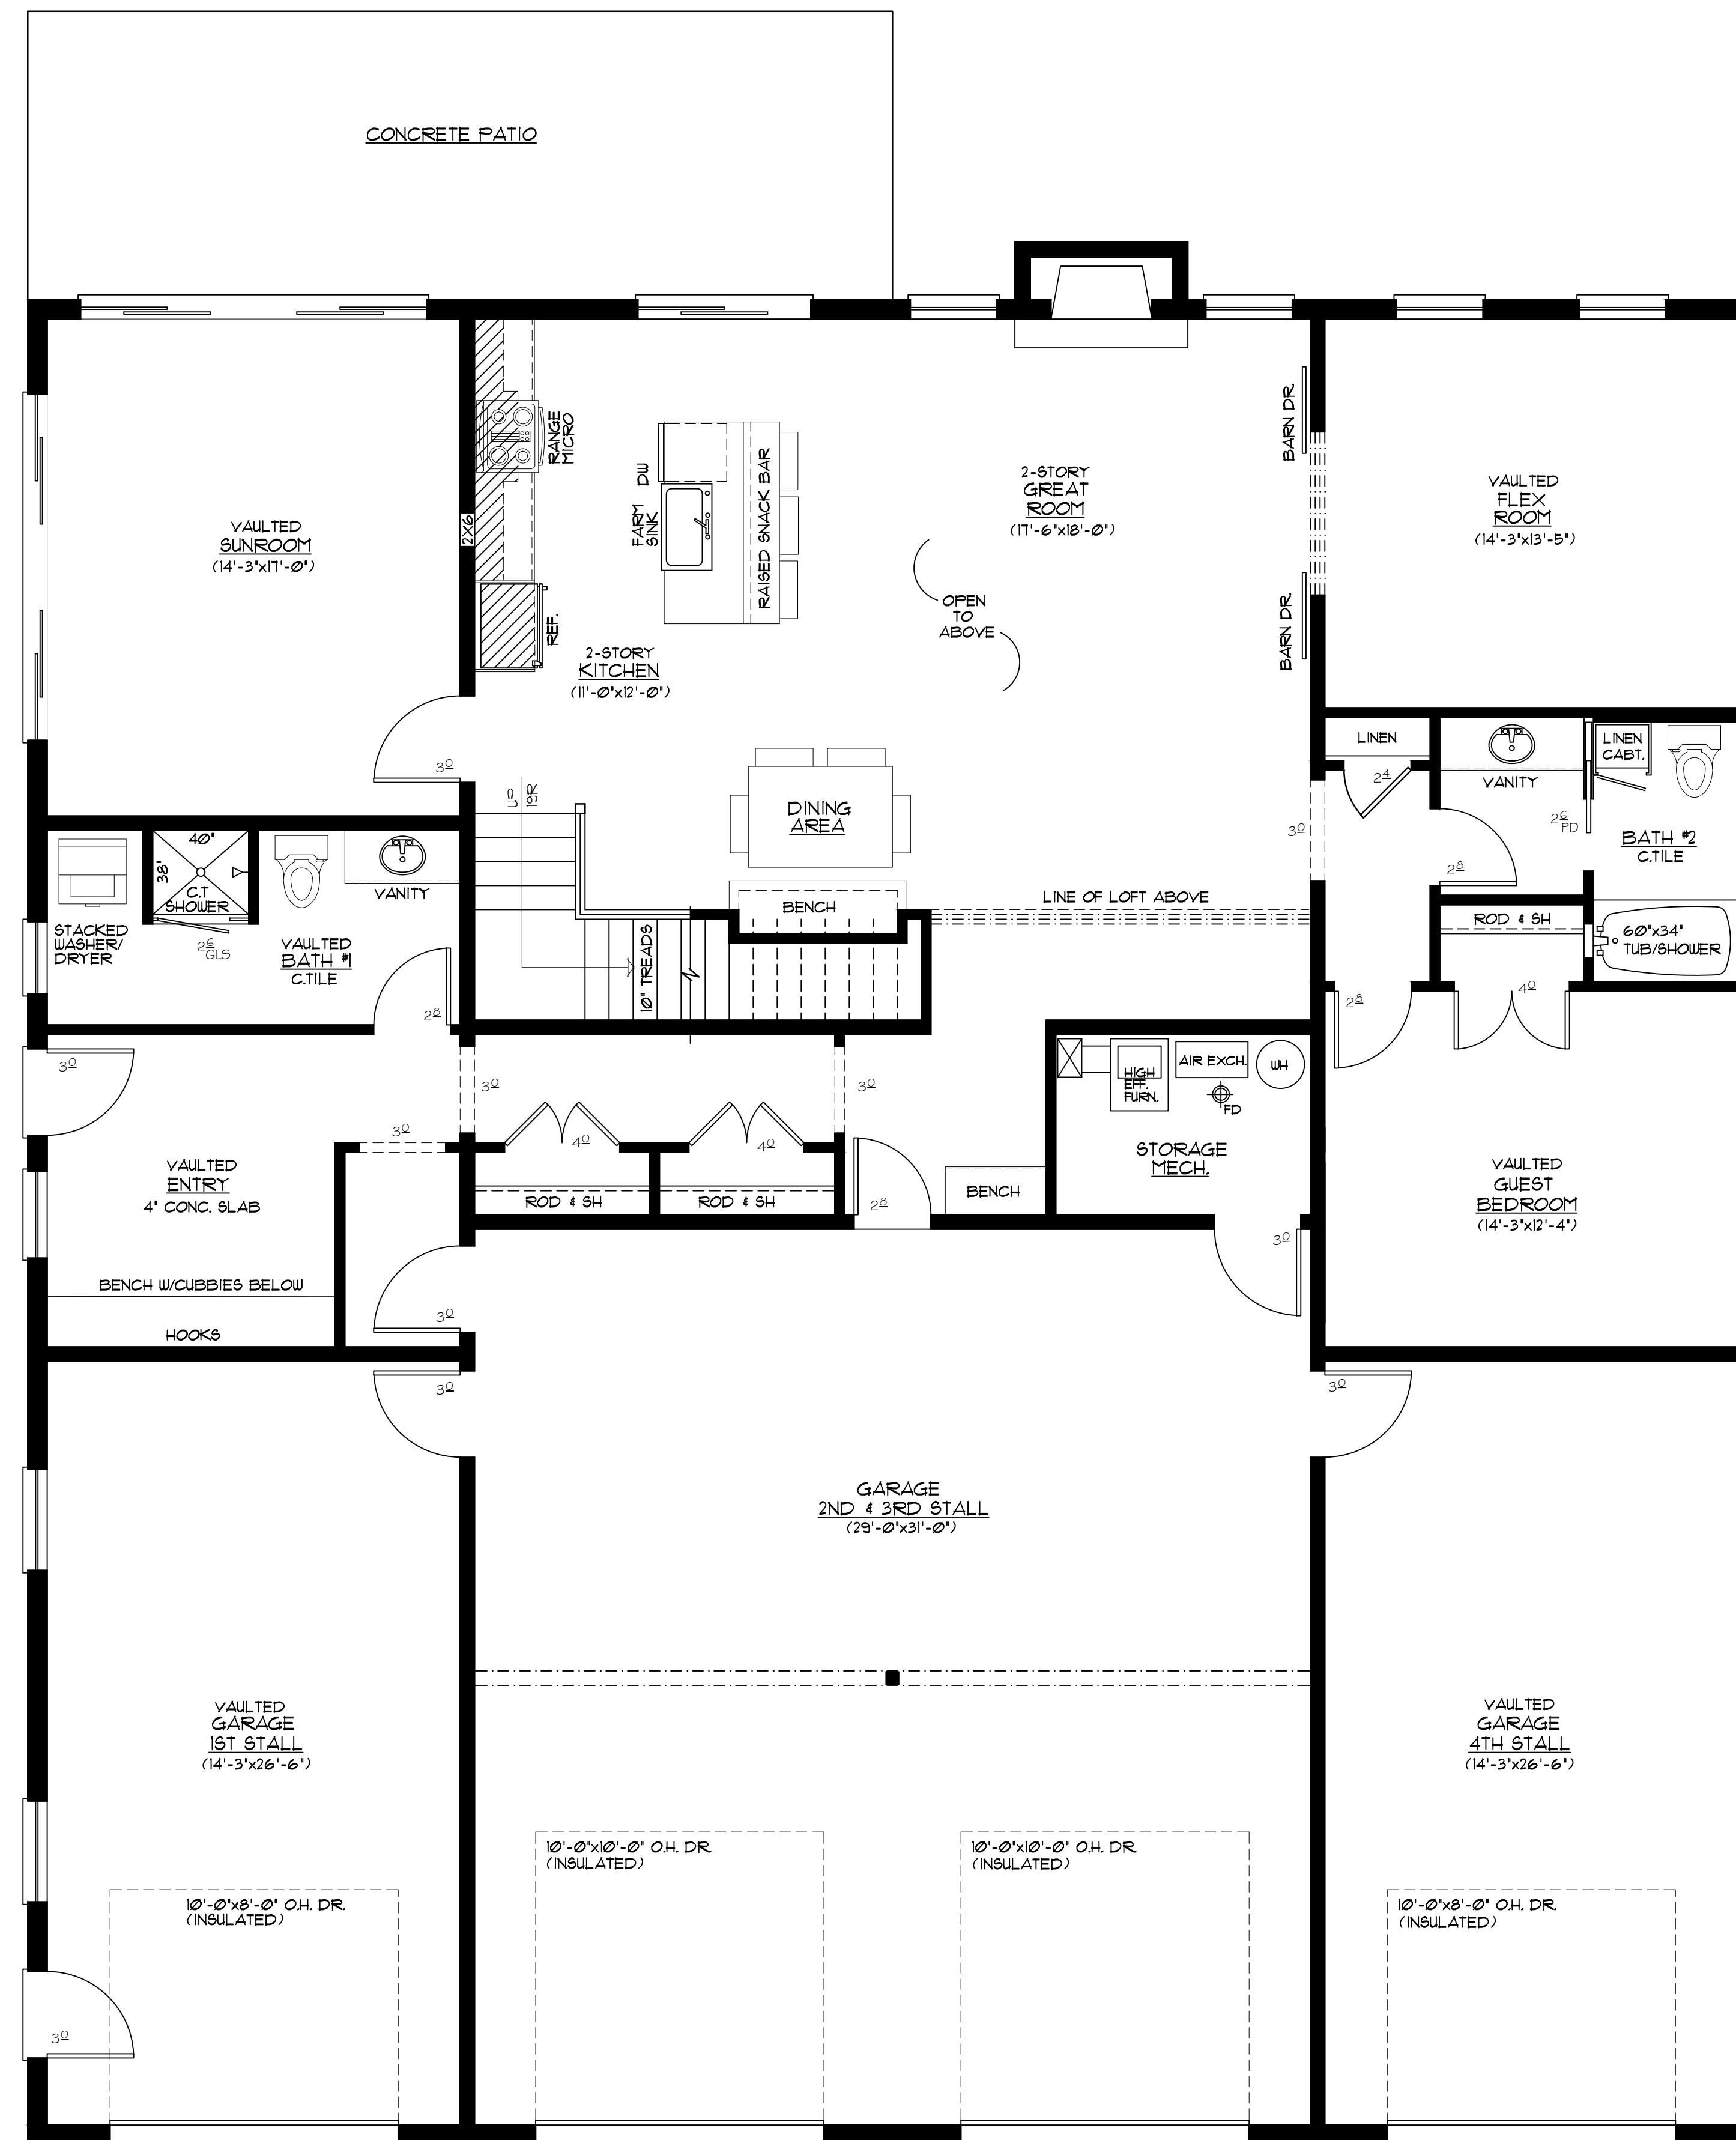 CONCRETE PATIO
RANGE
MICRO
DW
FARM
SINK
RAISED SNACK BAR
2X6
REF.
2-STORY
KITCHEN
(11'-0"x12'-0")
VAULTED
SUNROOM
(14'-3"x17'-0")
2-STORY
GREAT
ROOM
(17'-6"x18'-0")
OPEN
TO
ABOVE
BARN DR.
BARN DR.
VAULTED
FLEX
ROOM
(14'-3"x13'-5")
30
UP
19R
DINING
AREA
BENCH
LINE OF LOFT ABOVE
10" TREADS
30
LINEN
24
VANITY
LINEN
CABT.
26
PD
BATH #2
C.TILE
28
ROD & SH
60"x34"
TUB/SHOWER
40
28
40"
38"
C.T
SHOWER
26
GLS
STACKED
WASHER/
DRYER
VANITY
VAULTED
BATH #1
C.TILE
28
30
30
30
30
VAULTED
ENTRY
4" CONC. SLAB
BENCH W/CUBBIES BELOW
HOOKS
40
40
ROD & SH
ROD & SH
28
BENCH
HIGH
EFF.
FURN.
AIR EXCH.
WH
FD
STORAGE
MECH.
30
VAULTED
GUEST
BEDROOM
(14'-3"x12'-4")
30
30
30
GARAGE
2ND & 3RD STALL
(29'-0"x31'-0")
VAULTED
GARAGE
1ST STALL
(14'-3"x26'-6")
VAULTED
GARAGE
4TH STALL
(14'-3"x26'-6")
10'-0"x10'-0" O.H. DR.
(INSULATED)
10'-0"x10'-0" O.H. DR.
(INSULATED)
10'-0"x8'-0" O.H. DR.
(INSULATED)
10'-0"x8'-0" O.H. DR.
(INSULATED)
30